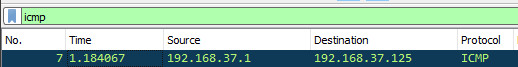 icmp
No. Time Source Destination Protocol
7 1.184067 192.168.37.1 192.168.37.125 ICMP